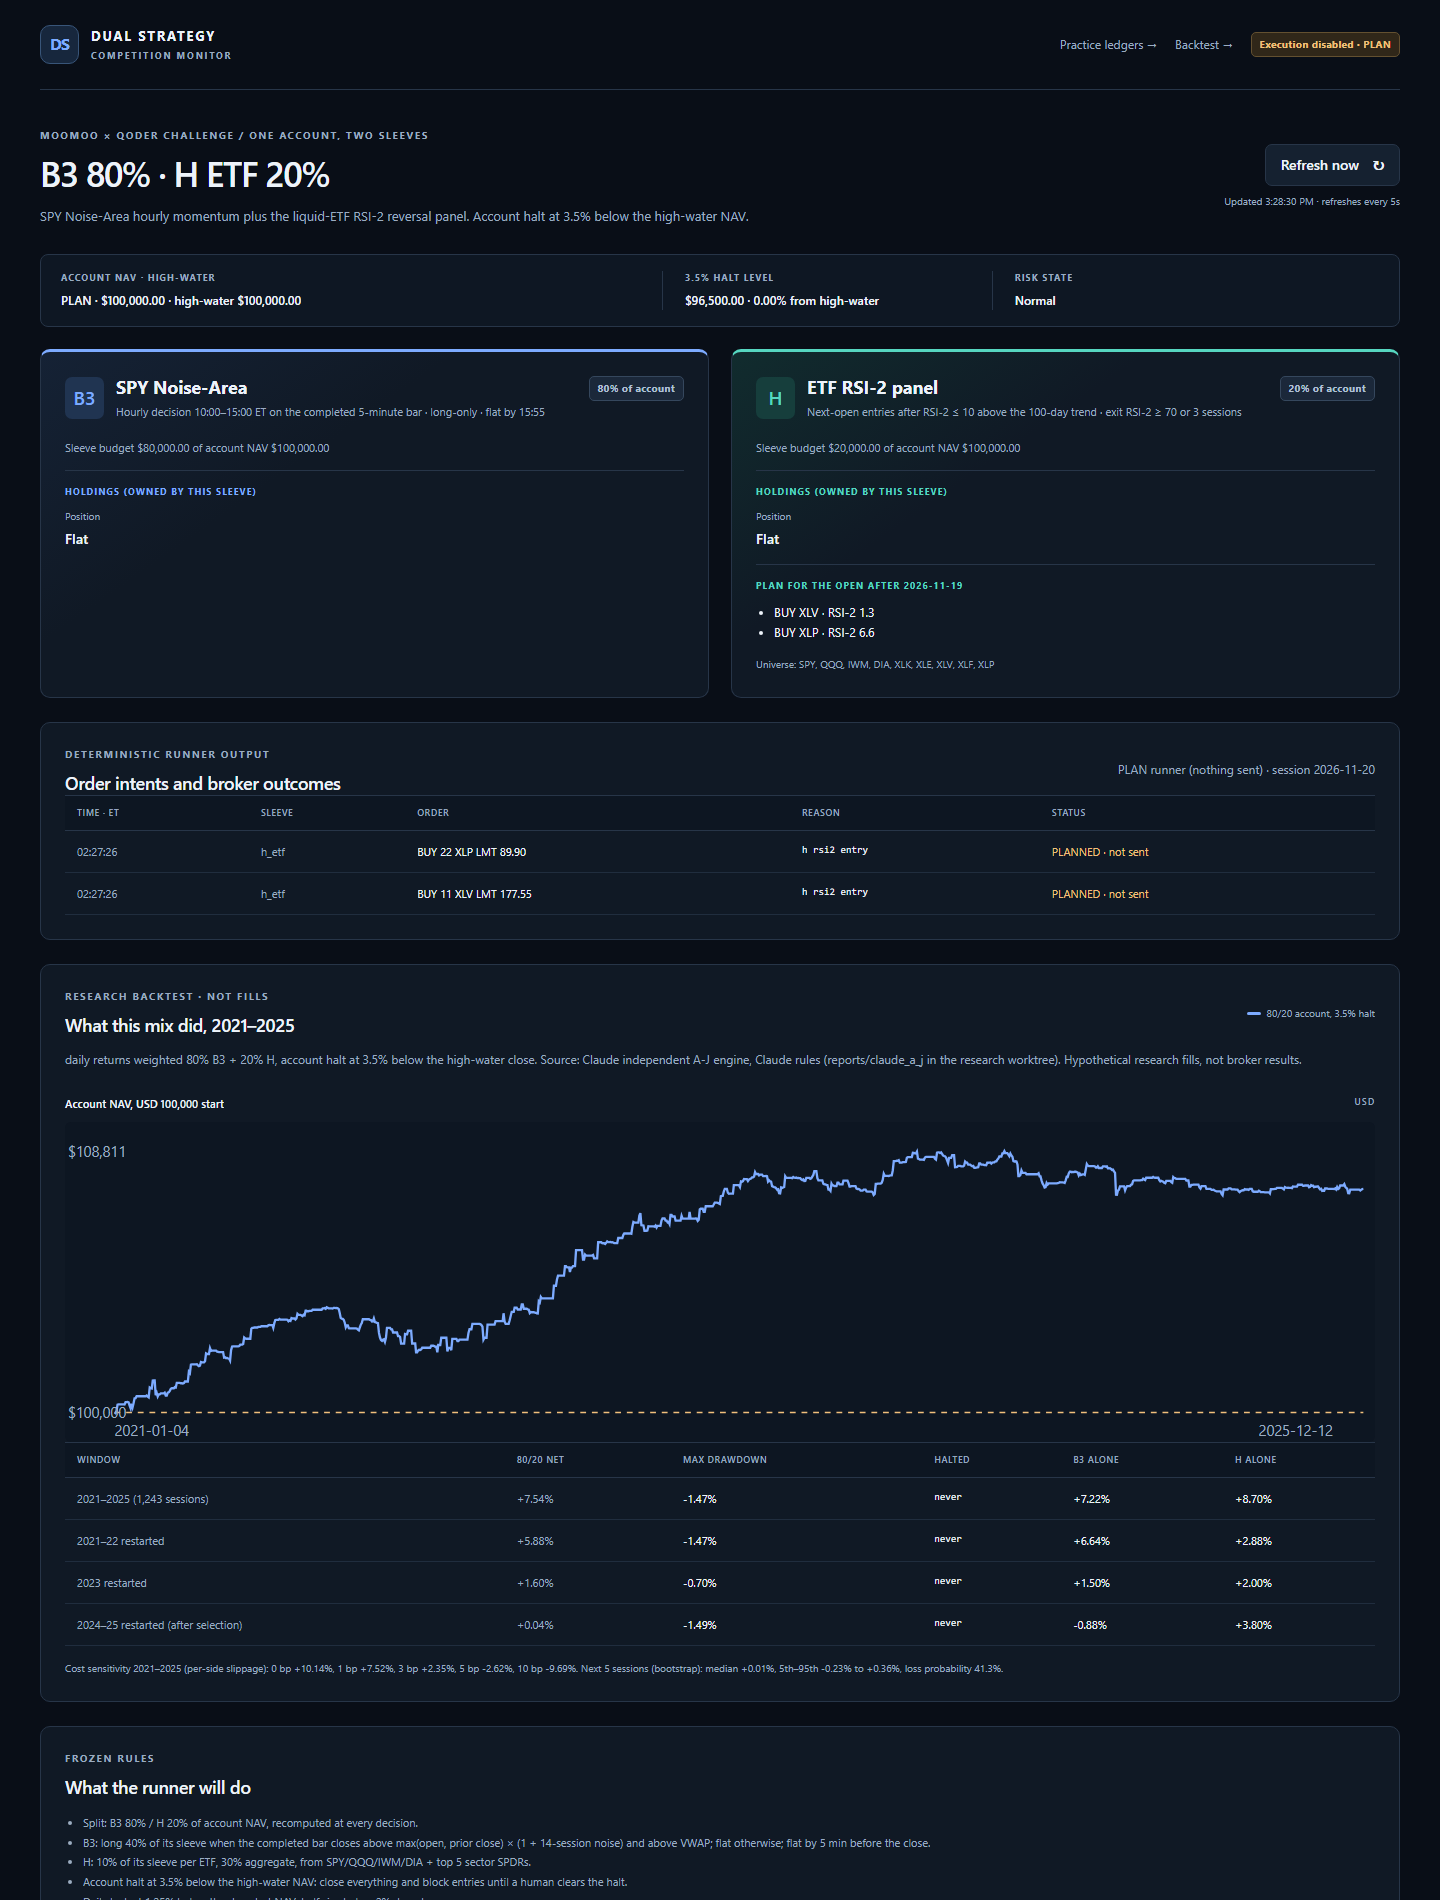 DS
DUAL STRATEGY
COMPETITION MONITOR
Practice ledgers →
Backtest →
Execution disabled · PLAN
MOOMOO × QODER CHALLENGE / ONE ACCOUNT, TWO SLEEVES
B3 80% · H ETF 20%
SPY Noise-Area hourly momentum plus the liquid-ETF RSI-2 reversal panel. Account halt at 3.5% below the high-water NAV.
Refresh now ↻
Updated 3:28:30 PM · refreshes every 5s
ACCOUNT NAV · HIGH-WATER
PLAN · $100,000.00 · high-water $100,000.00
3.5% HALT LEVEL
$96,500.00 · 0.00% from high-water
RISK STATE
Normal
B3
SPY Noise-Area
Hourly decision 10:00–15:00 ET on the completed 5-minute bar · long-only · flat by 15:55
80% of account
Sleeve budget $80,000.00 of account NAV $100,000.00
HOLDINGS (OWNED BY THIS SLEEVE)
Position
Flat
H
ETF RSI-2 panel
Next-open entries after RSI-2 ≤ 10 above the 100-day trend · exit RSI-2 ≥ 70 or 3 sessions
20% of account
Sleeve budget $20,000.00 of account NAV $100,000.00
HOLDINGS (OWNED BY THIS SLEEVE)
Position
Flat
PLAN FOR THE OPEN AFTER 2026-11-19
• BUY XLV · RSI-2 1.3
• BUY XLP · RSI-2 6.6
Universe: SPY, QQQ, IWM, DIA, XLK, XLE, XLV, XLF, XLP
DETERMINISTIC RUNNER OUTPUT
Order intents and broker outcomes
PLAN runner (nothing sent) · session 2026-11-20
TIME · ET SLEEVE ORDER REASON STATUS
02:27:26 h_etf BUY 22 XLP LMT 89.90 h rsi2 entry PLANNED · not sent
02:27:26 h_etf BUY 11 XLV LMT 177.55 h rsi2 entry PLANNED · not sent
RESEARCH BACKTEST · NOT FILLS
What this mix did, 2021–2025
80/20 account, 3.5% halt
daily returns weighted 80% B3 + 20% H, account halt at 3.5% below the high-water close. Source: Claude independent A-J engine, Claude rules (reports/claude_a_j in the research worktree). Hypothetical research fills, not broker results.
Account NAV, USD 100,000 start
USD
$108,811
$100,000
2021-01-04
2025-12-12
WINDOW 80/20 NET MAX DRAWDOWN HALTED B3 ALONE H ALONE
2021–2025 (1,243 sessions) +7.54% -1.47% never +7.22% +8.70%
2021–22 restarted +5.88% -1.47% never +6.64% +2.88%
2023 restarted +1.60% -0.70% never +1.50% +2.00%
2024–25 restarted (after selection) +0.04% -1.49% never -0.88% +3.80%
Cost sensitivity 2021–2025 (per-side slippage): 0 bp +10.14%, 1 bp +7.52%, 3 bp +2.35%, 5 bp -2.62%, 10 bp -9.69%. Next 5 sessions (bootstrap): median +0.01%, 5th–95th -0.23% to +0.36%, loss probability 41.3%.
FROZEN RULES
What the runner will do
• Split: B3 80% / H 20% of account NAV, recomputed at every decision.
• B3: long 40% of its sleeve when the completed bar closes above max(open, prior close) × (1 + 14-session noise) and above VWAP; flat otherwise; flat by 5 min before the close.
• H: 10% of its sleeve per ETF, 30% aggregate, from SPY/QQQ/IWM/DIA + top 5 sector SPDRs.
• Account halt at 3.5% below the high-water NAV: close everything and block entries until a human clears the halt.